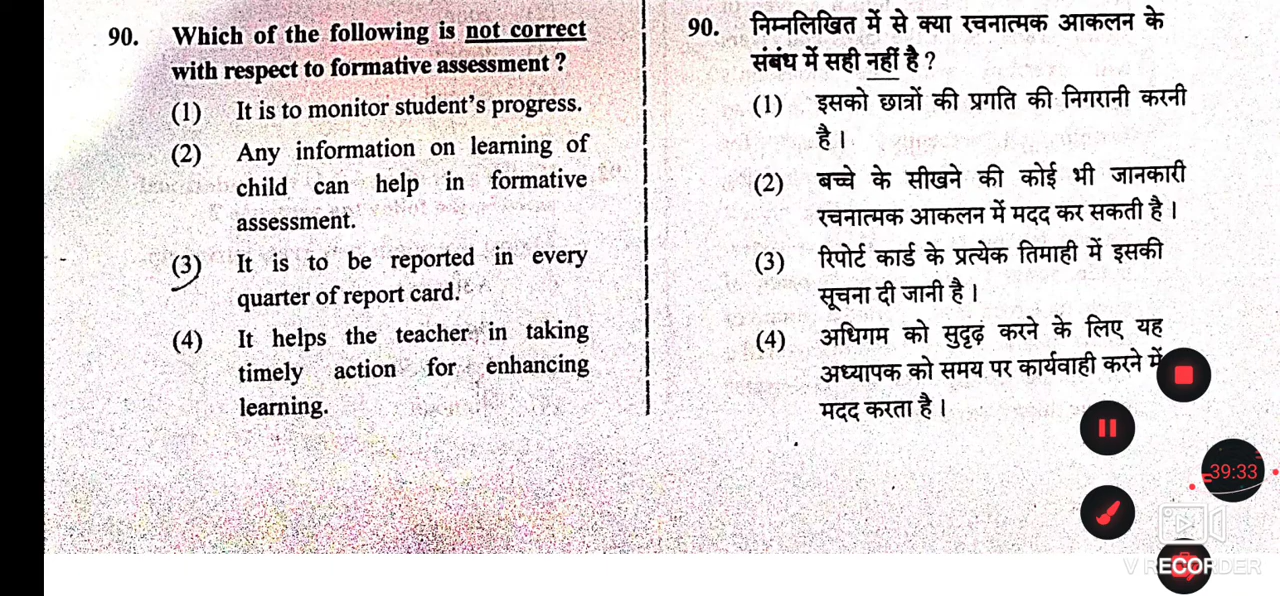 90. Which of the following is not correct
with respect to formative assessment ?
(1) It is to monitor student's progress.
(2) Any information on learning of
child can help in formative
assessment.
(3) It is to be reported in every
quarter of report card.
(4) It helps the teacher in taking
timely action for enhancing
learning.
90. निम्नलिखित में से क्या रचनात्मक आकलन के
संबंध में सही नहीं है ?
(1) इसको छात्रों की प्रगति की निगरानी करनी
है ।
(2) बच्चे के सीखने की कोई भी जानकारी
रचनात्मक आकलन में मदद कर सकती है ।
(3) रिपोर्ट कार्ड के प्रत्येक तिमाही में इसकी
सूचना दी जानी है ।
(4) अधिगम को सुदृढ़ करने के लिए यह
अध्यापक को समय पर कार्यवाही करने में
मदद करता है ।
39:33
V RECORDER